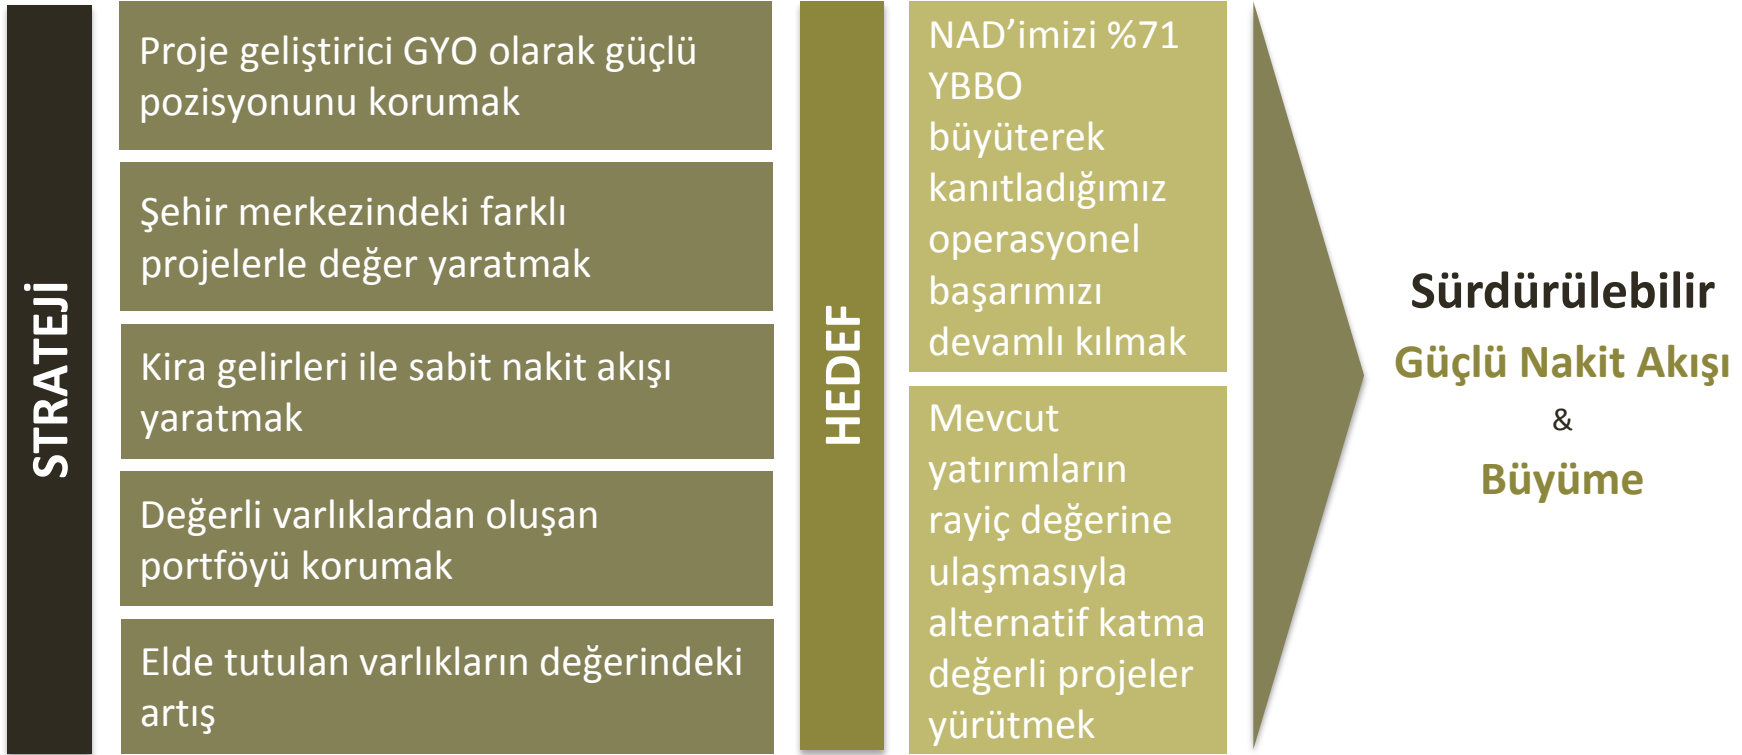 STRATEJİ
Proje geliştirici GYO olarak güçlü
pozisyonunu korumak
Şehir merkezindeki farklı
projelerle değer yaratmak
Kira gelirleri ile sabit nakit akışı
yaratmak
Değerli varlıklardan oluşan
portföyü korumak
Elde tutulan varlıkların değerindeki
artış
HEDEF
NAD’imizi %71
YBBO
büyüterek
kanıtladığımız
operasyonel
başarımızı
devamlı kılmak
Mevcut
yatırımların
rayiç değerine
ulaşmasıyla
alternatif katma
değerli projeler
yürütmek
Sürdürülebilir
Güçlü Nakit Akışı
&
Büyüme